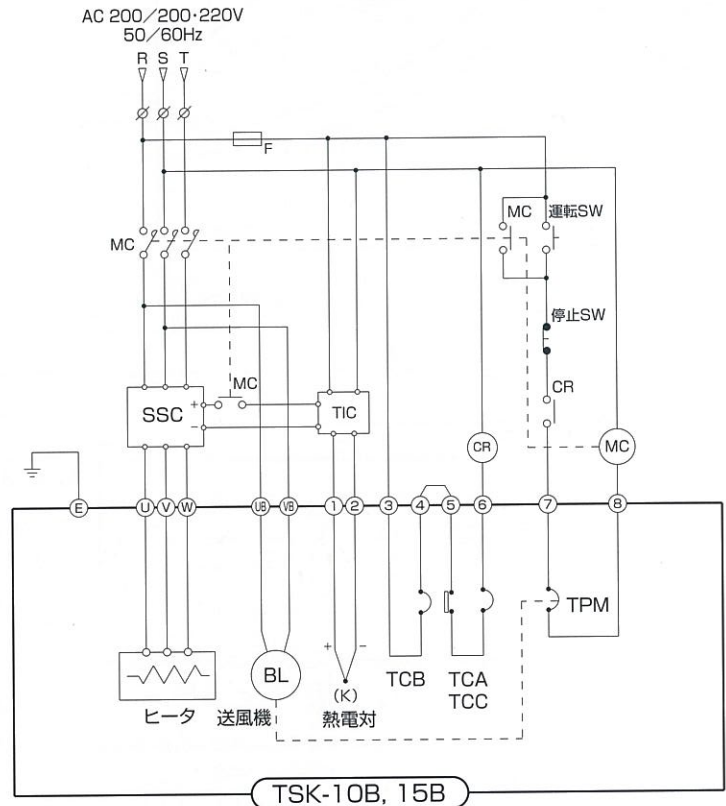 AC 200／200・220V
50／60Hz
R S T
F
MC
MC 運転SW
停止SW
MC
SSC
+
−
TIC
CR
CR
MC
E U V W UB VB 1 2 3 4 5 6 7 8
TPM
+ −
BL
(K)
TCB
TCA
TCC
ヒータ 送風機 熱電対
TSK-10B, 15B